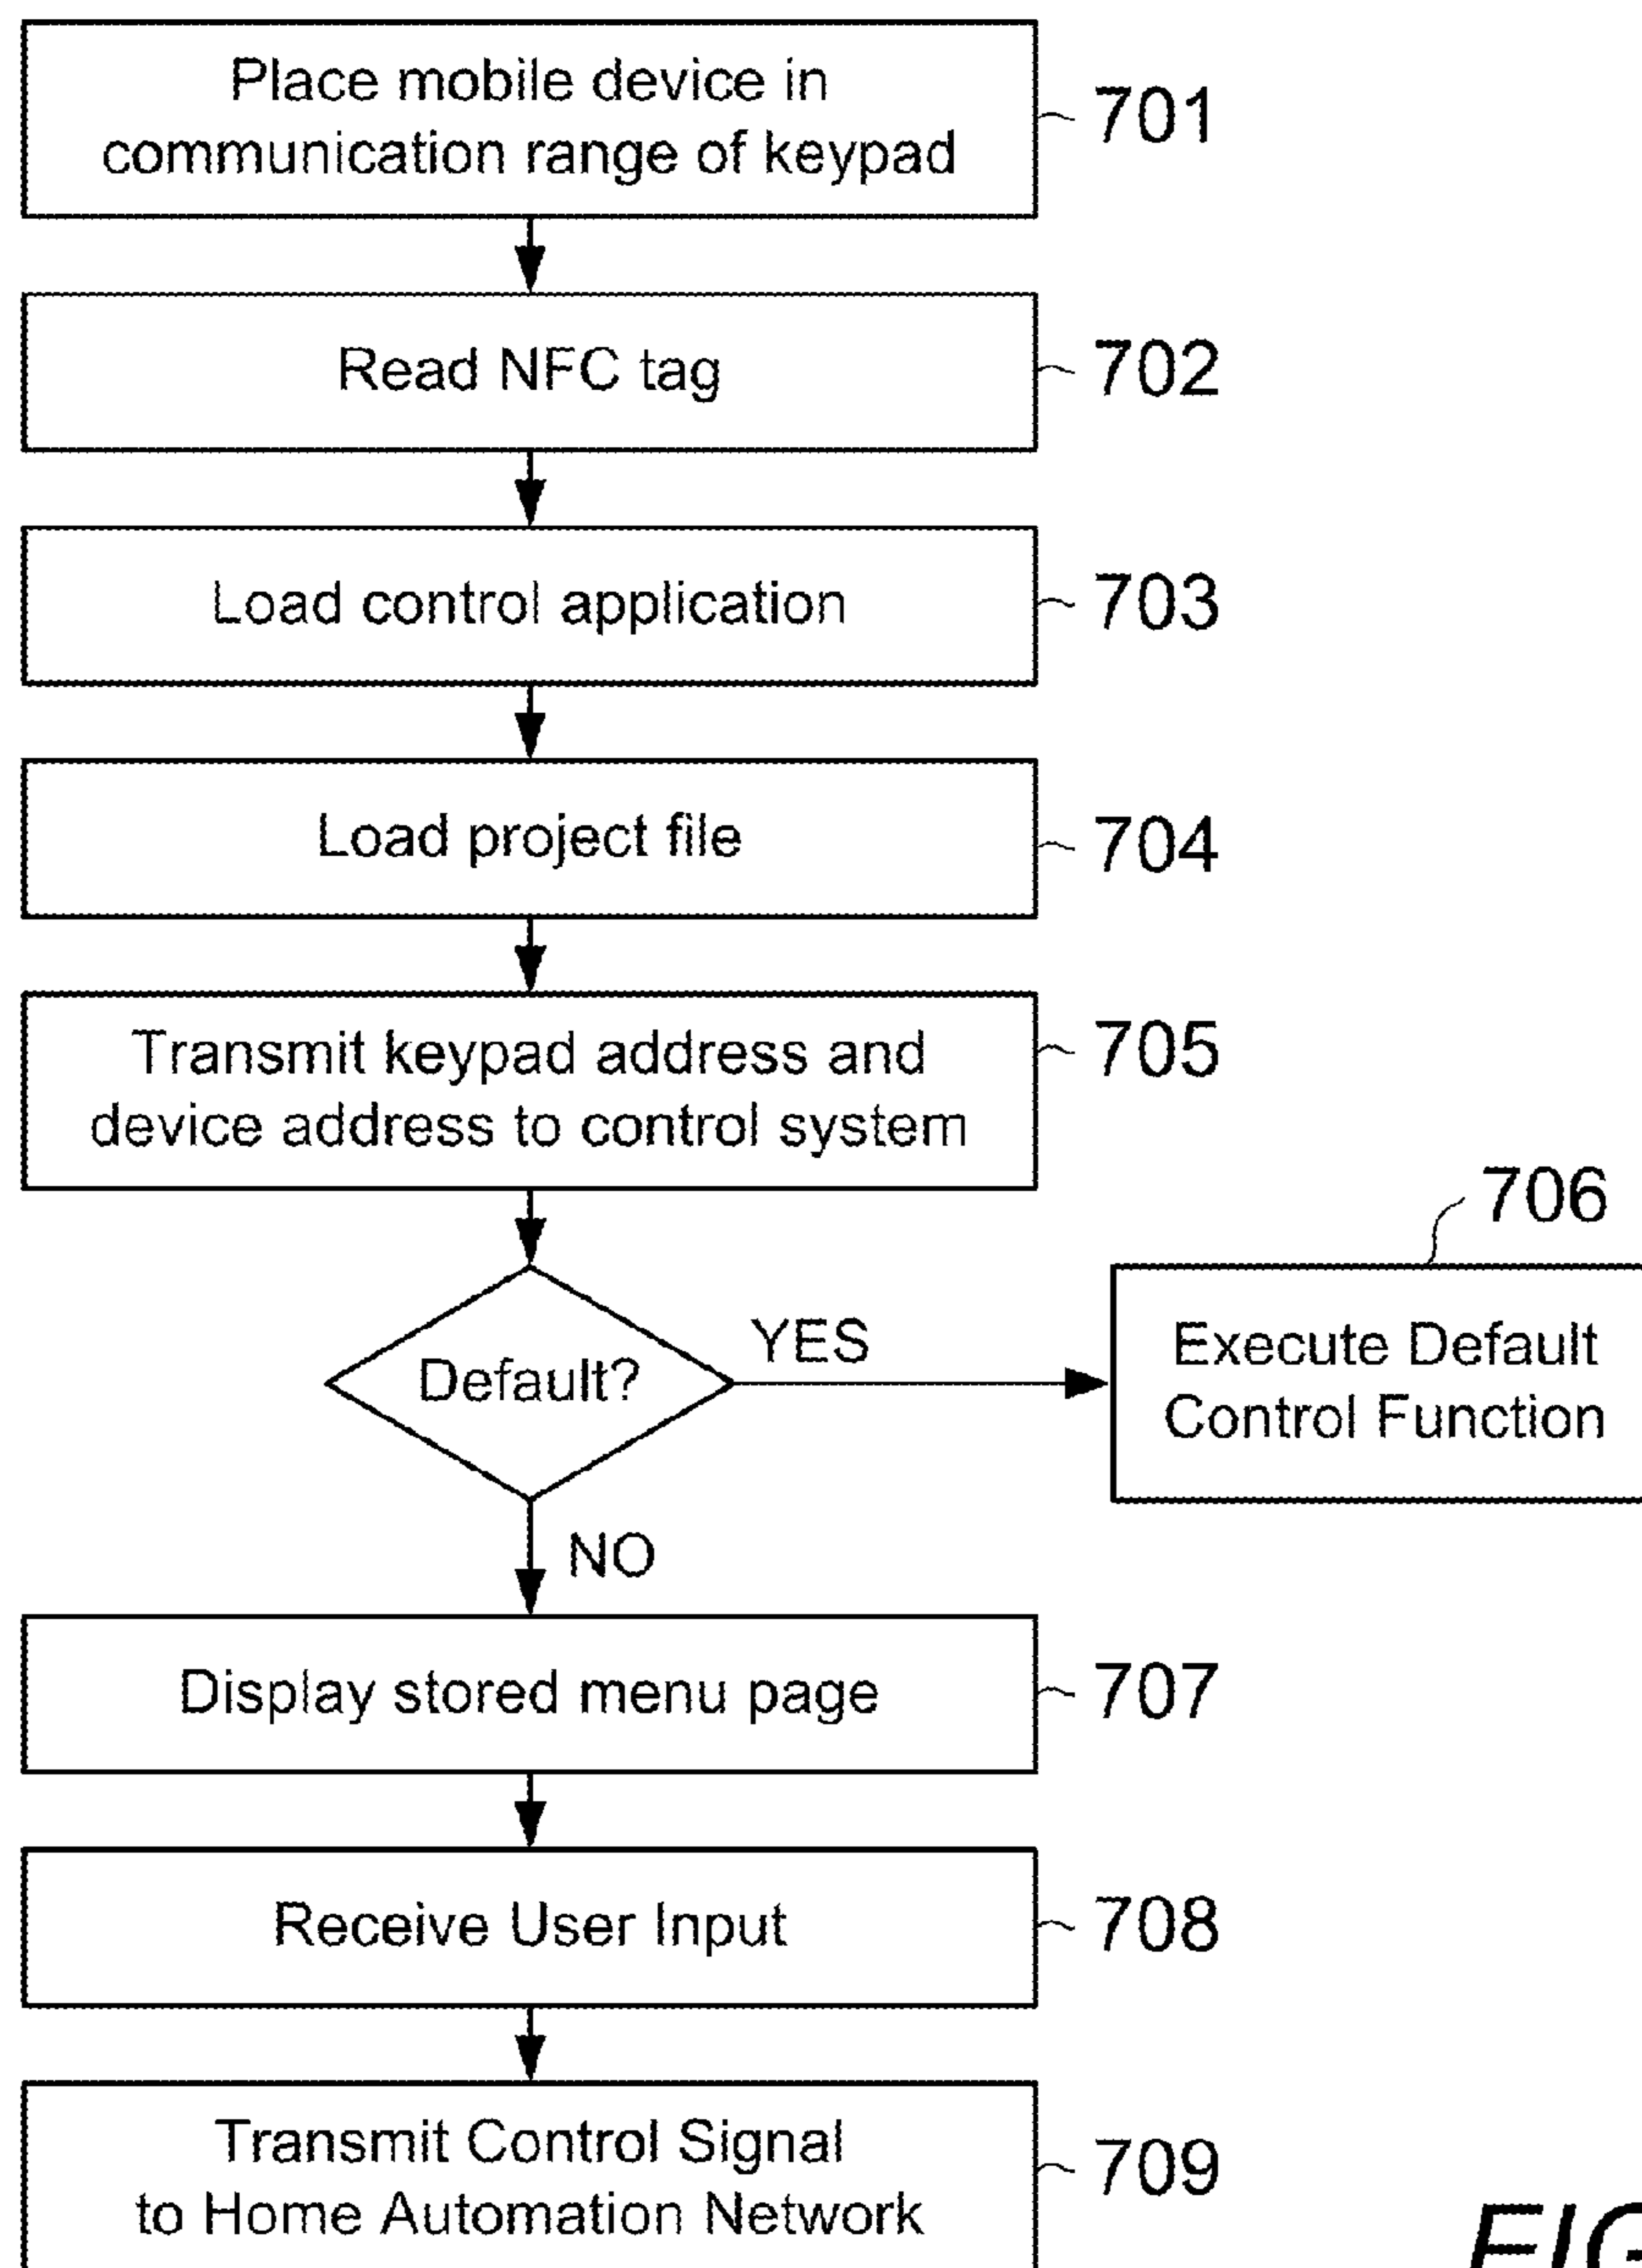 Place mobile device in
communication range of keypad
701
Read NFC tag
702
Load control application
703
Load project file
704
Transmit keypad address and
device address to control system
705
706
Default?
YES
Execute Default
Control Function
NO
Display stored menu page
707
Receive User Input
708
Transmit Control Signal
to Home Automation Network
709